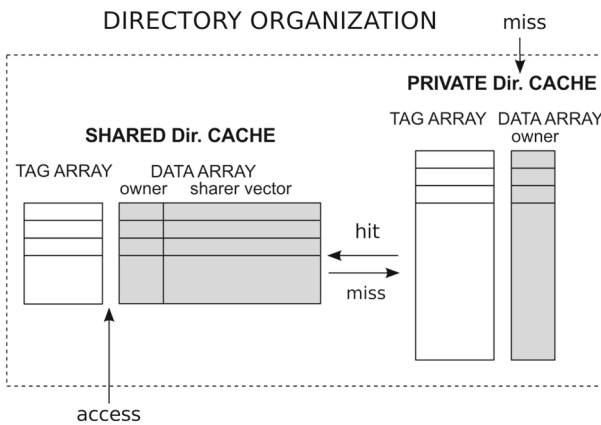 DIRECTORY ORGANIZATION
miss
PRIVATE Dir. CACHE
TAG ARRAY DATA ARRAY
owner
SHARED Dir. CACHE
TAG ARRAY DATA ARRAY
owner sharer vector
hit
miss
access